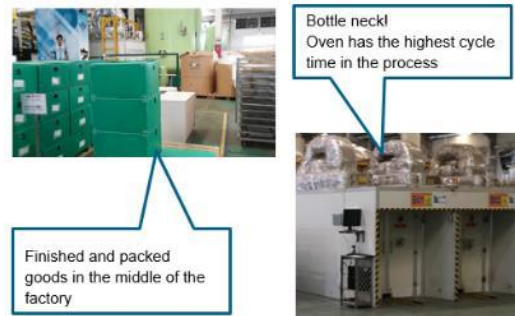 Bottle neck!
Oven has the highest cycle
time in the process
Finished and packed
goods in the middle of the
factory